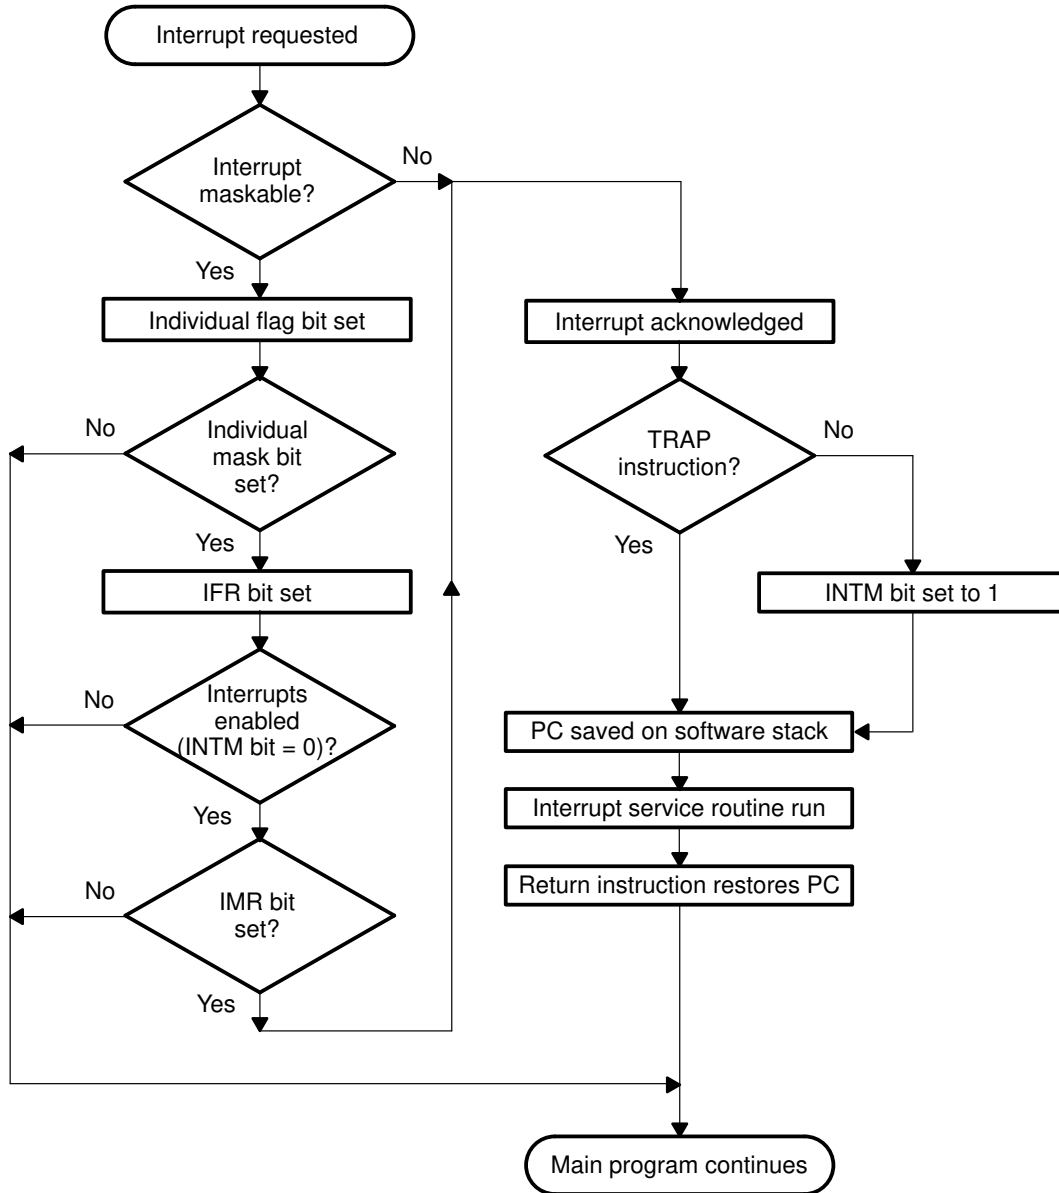 Interrupt requested
Interrupt
maskable?
No
Yes
Individual flag bit set
Individual
mask bit
set?
No
Yes
IFR bit set
Interrupts
enabled
(INTM bit = 0)?
No
Yes
IMR bit
set?
No
Yes
Interrupt acknowledged
TRAP
instruction?
No
Yes
INTM bit set to 1
PC saved on software stack
Interrupt service routine run
Return instruction restores PC
Main program continues